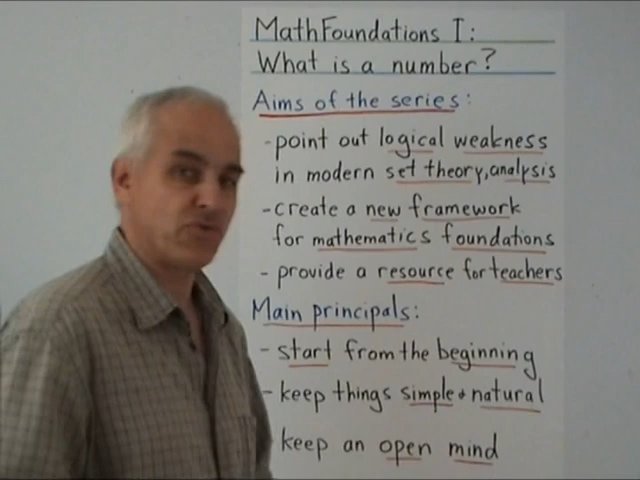 MathFoundations I:
What is a number?
Aims of the series:
- point out logical weakness
in modern set theory, analysis
- create a new framework
for mathematics foundations
- provide a resource for teachers
Main principals:
- start from the beginning
- keep things simple & natural
keep an open mind